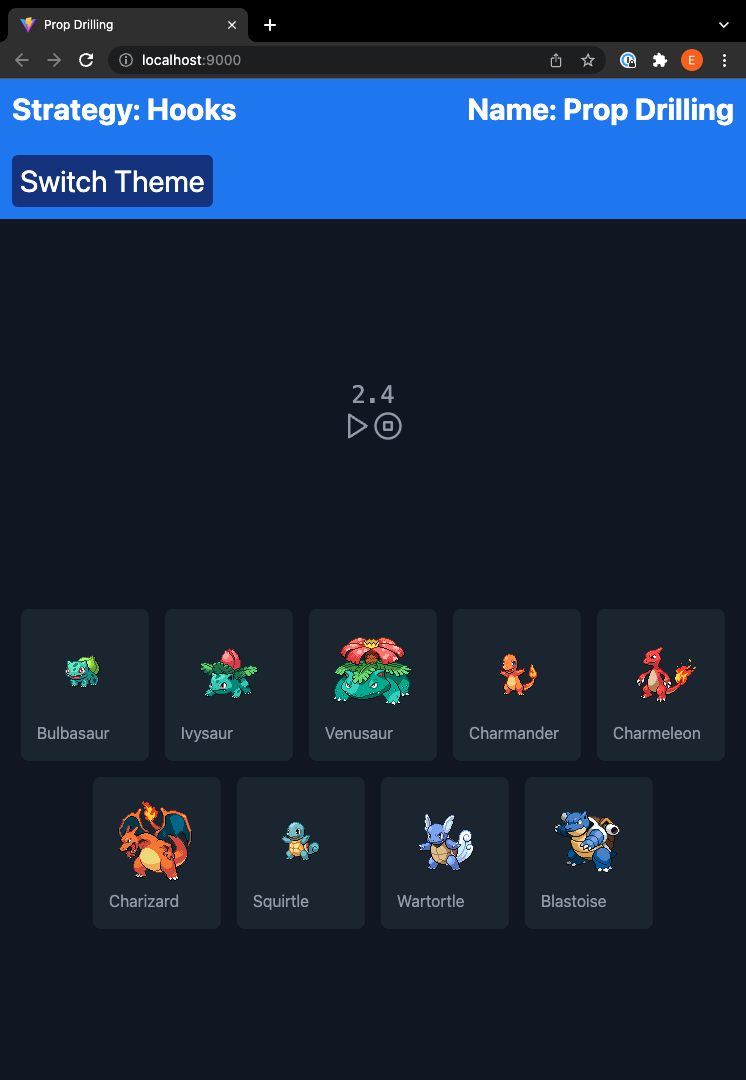 Prop Drilling
localhost:9000
E
Strategy: Hooks
Name: Prop Drilling
Switch Theme
2.4
Bulbasaur
Ivysaur
Venusaur
Charmander
Charmeleon
Charizard
Squirtle
Wartortle
Blastoise